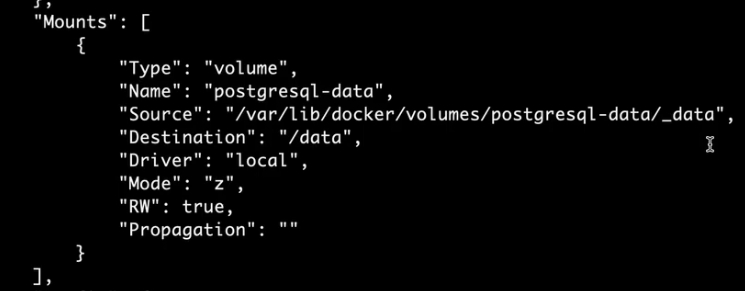 },
"Mounts": [
{
"Type": "volume",
"Name": "postgresql-data",
"Source": "/var/lib/docker/volumes/postgresql-data/_data",
"Destination": "/data",
"Driver": "local",
"Mode": "z",
"RW": true,
"Propagation": ""
}
],